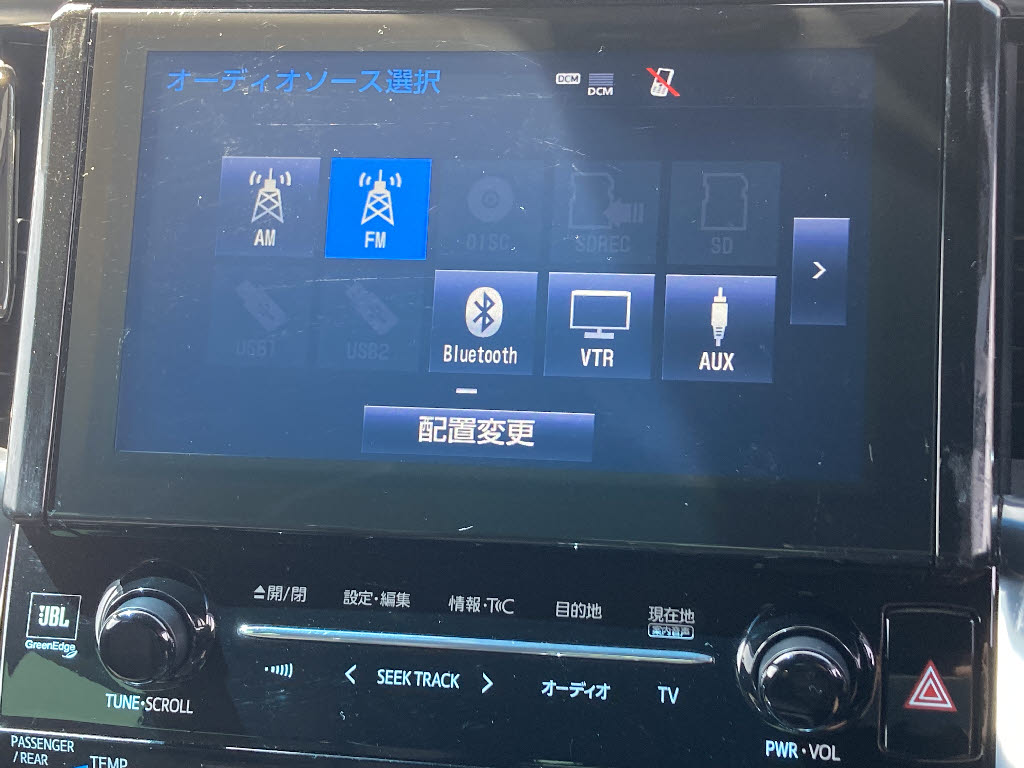 オーディオソース選択
DCM
DCM
AM
FM
DISC
SDREC
SD
USB1
USB2
Bluetooth
VTR
AUX
>
配置変更
JBL
GreenEdge
▲開/閉
設定・編集
情報・T\C
目的地
現在地
案内音声
< SEEK TRACK >
オーディオ
TV
TUNE・SCROLL
PWR・VOL
PASSENGER
/REAR
TEMP